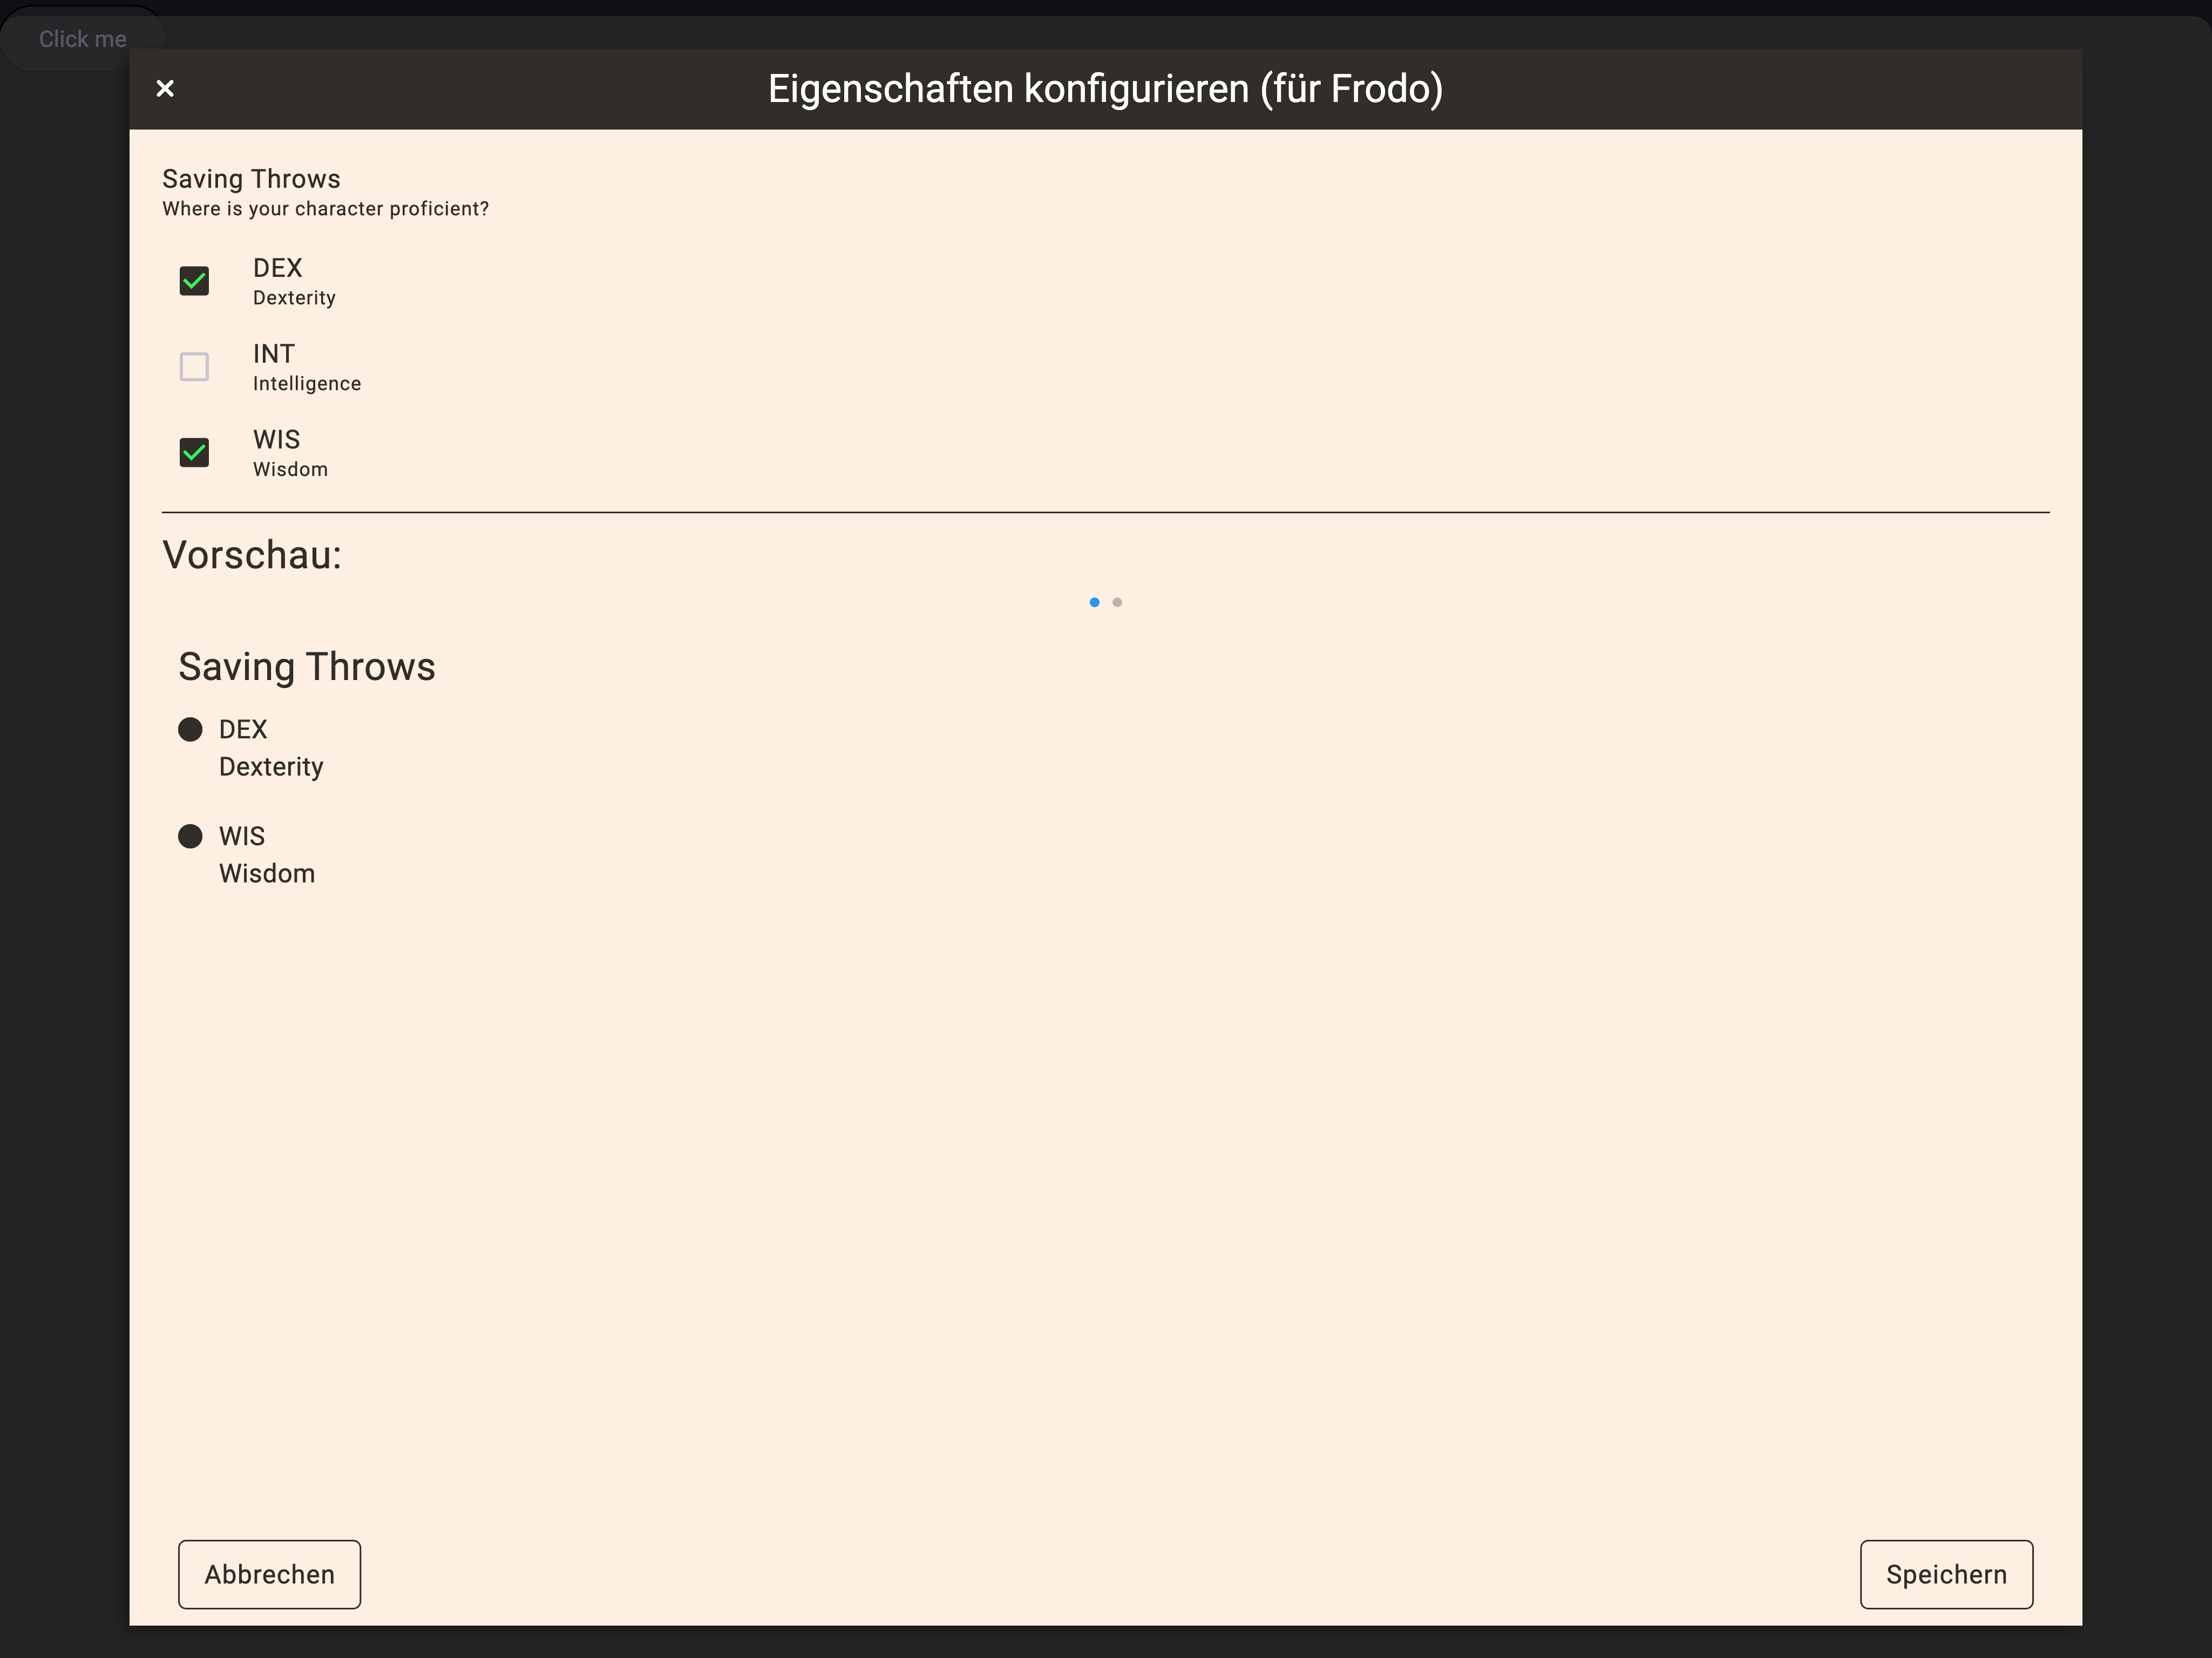 Click me
Eigenschaften konfigurieren (für Frodo)
Saving Throws
Where is your character proficient?
DEX
Dexterity
INT
Intelligence
WIS
Wisdom
Vorschau:
Saving Throws
DEX
Dexterity
WIS
Wisdom
Abbrechen
Speichern